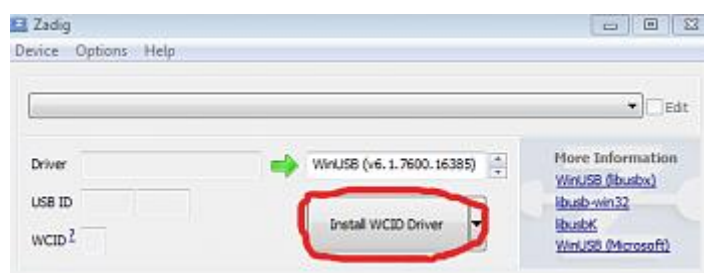 Zadig
Device Options Help
Edit
Driver
WinUSB (v6.1.7600.16385)
More Information
WinUSB (libusbx)
USB ID
libusb-win32
Install WCID Driver
libusbK
WCID ?
WinUSB (Microsoft)